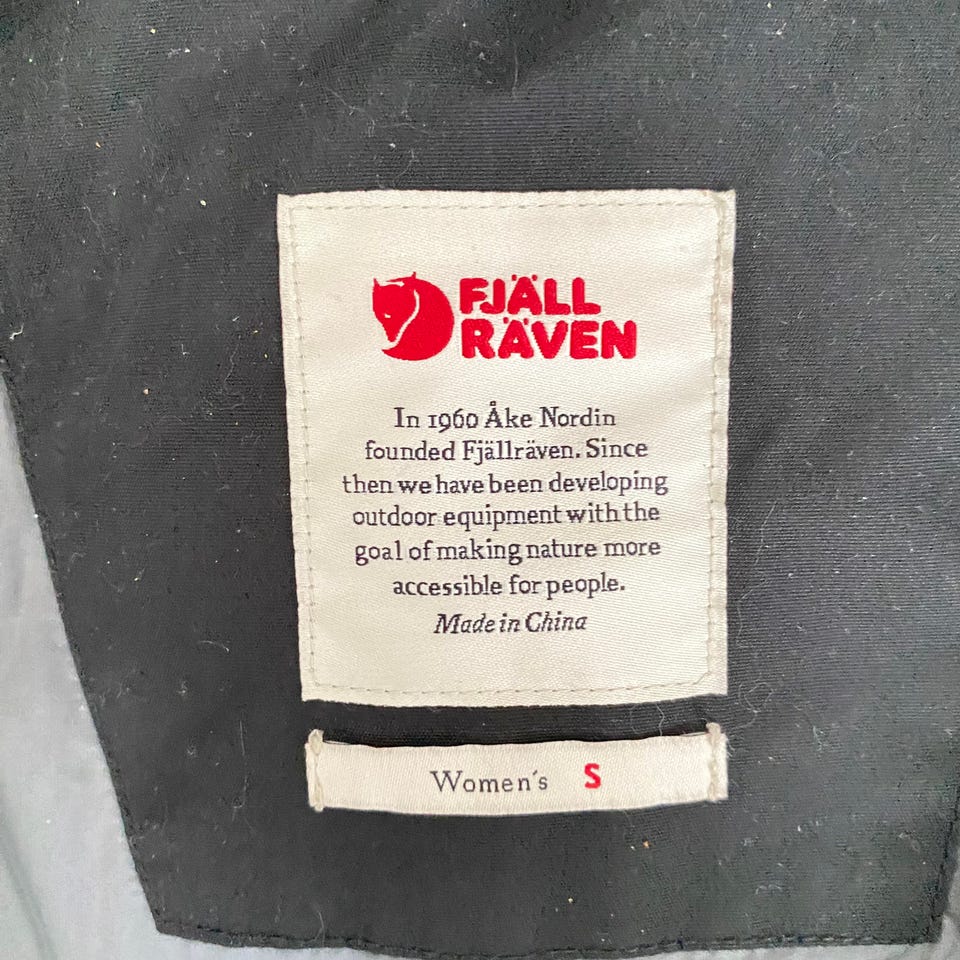 FJÄLL
RÄVEN
In 1960 Åke Nordin
founded Fjällräven. Since
then we have been developing
outdoor equipment with the
goal of making nature more
accessible for people.
Made in China
Women's S